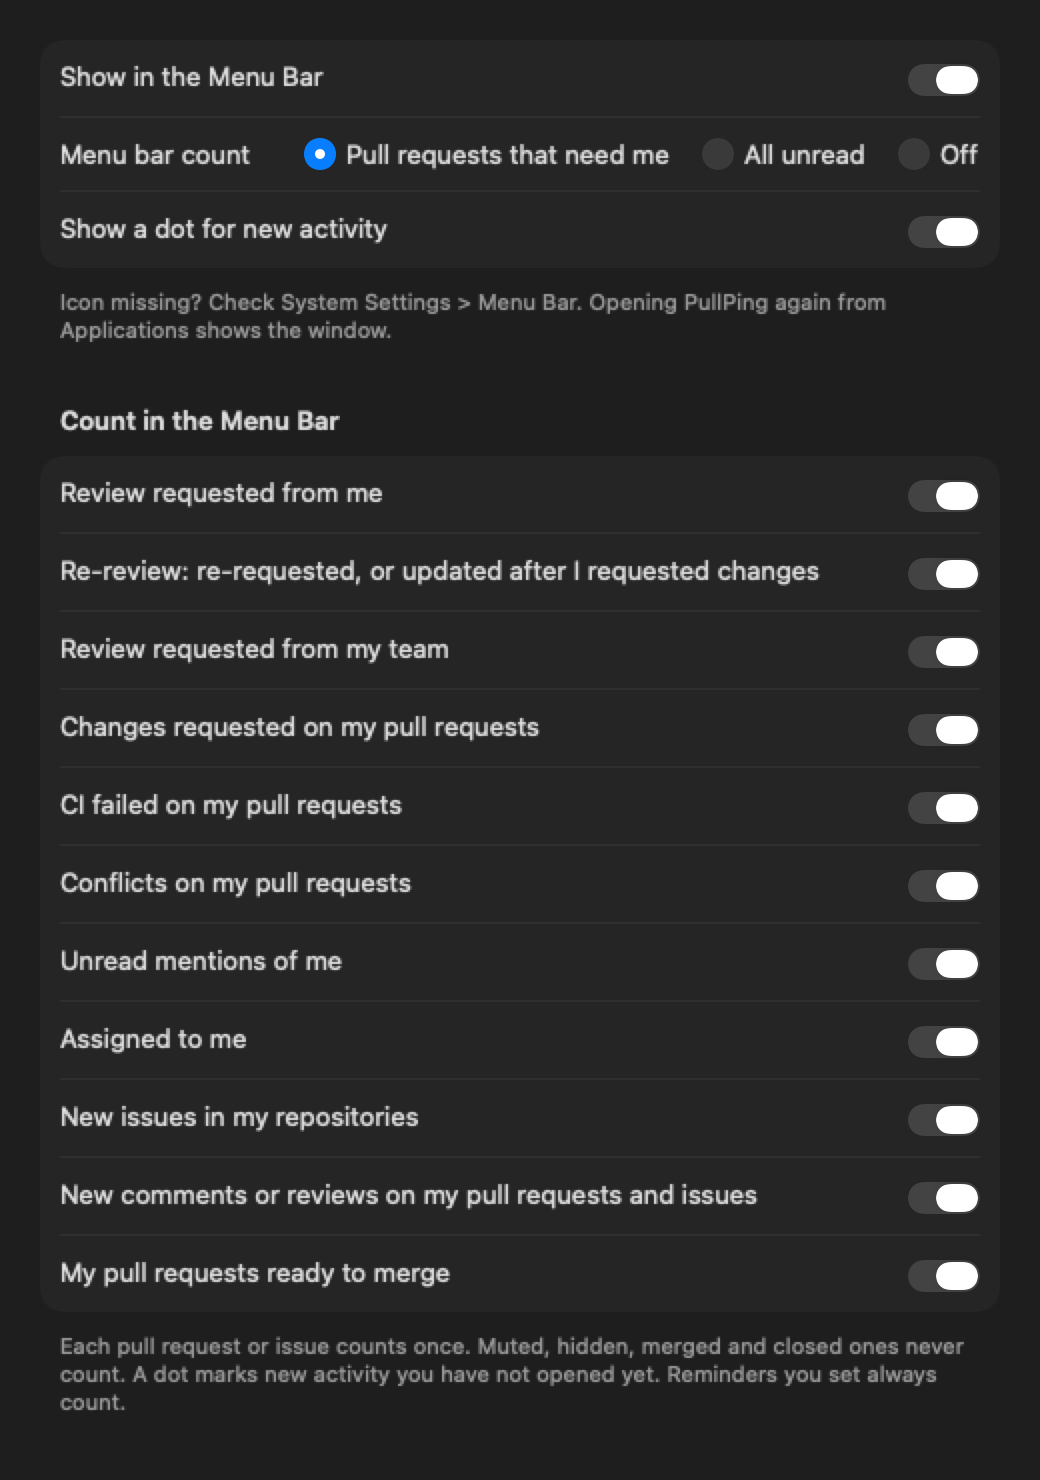 Show in the Menu Bar
Menu bar count Pull requests that need me All unread Off
Show a dot for new activity
Icon missing? Check System Settings > Menu Bar. Opening PullPing again from
Applications shows the window.
Count in the Menu Bar
Review requested from me
Re-review: re-requested, or updated after I requested changes
Review requested from my team
Changes requested on my pull requests
CI failed on my pull requests
Conflicts on my pull requests
Unread mentions of me
Assigned to me
New issues in my repositories
New comments or reviews on my pull requests and issues
My pull requests ready to merge
Each pull request or issue counts once. Muted, hidden, merged and closed ones never
count. A dot marks new activity you have not opened yet. Reminders you set always
count.